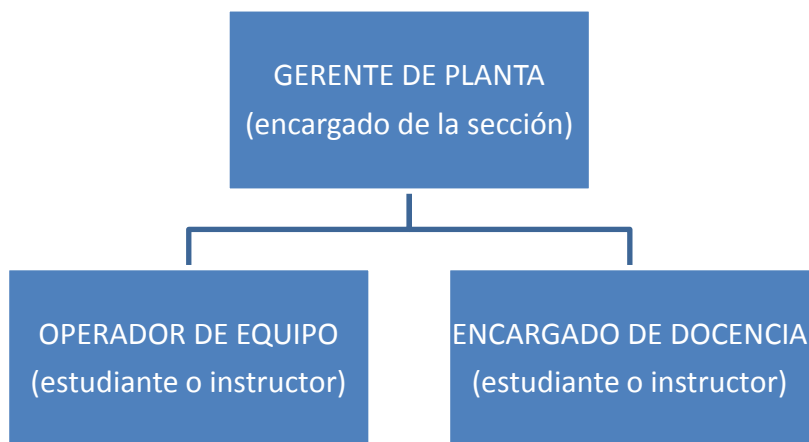 GERENTE DE PLANTA
(encargado de la sección)
OPERADOR DE EQUIPO
(estudiante o instructor)
ENCARGADO DE DOCENCIA
(estudiante o instructor)